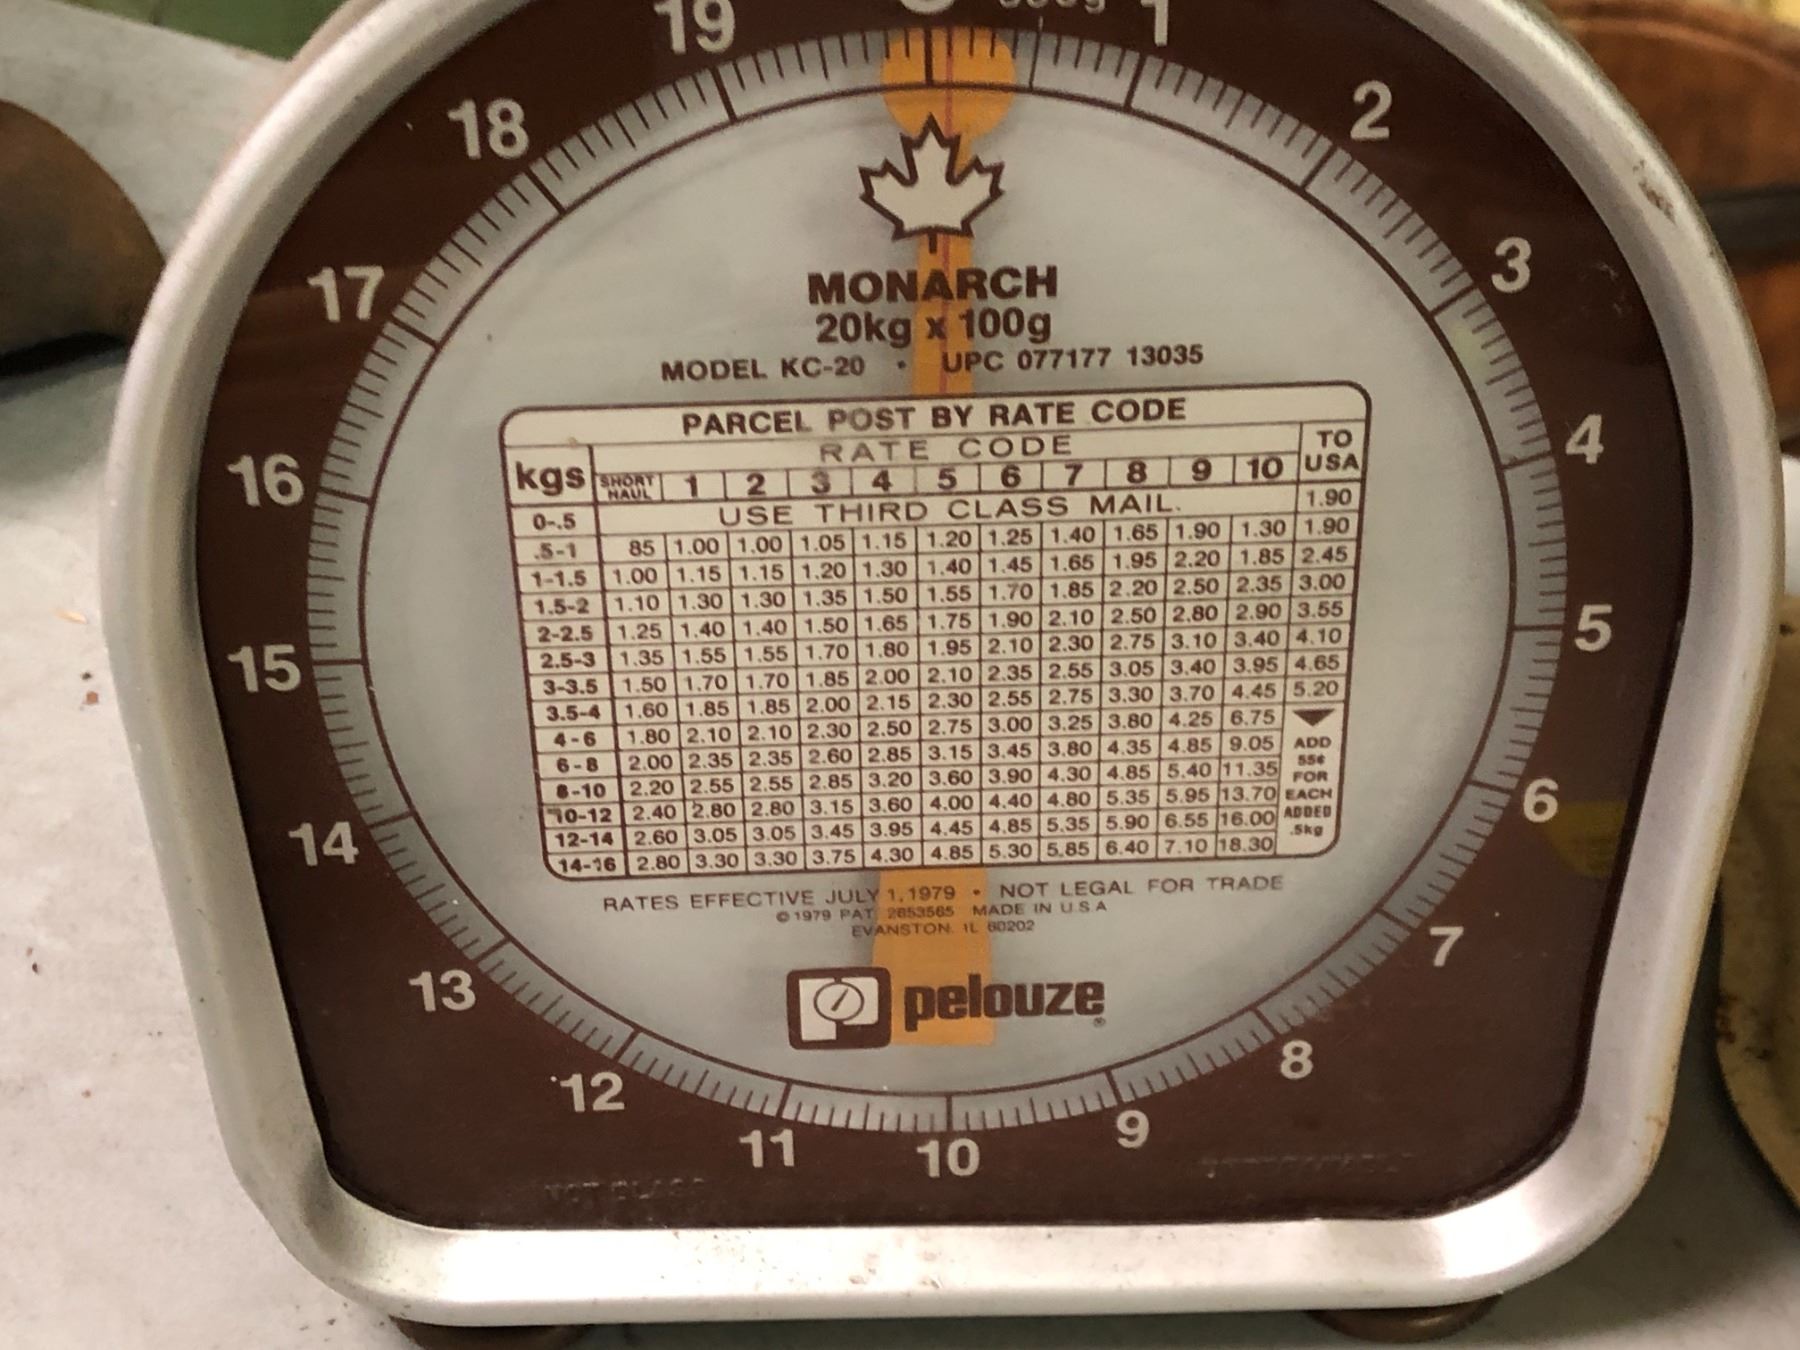 19
1
18
2
17
3
16
4
15
5
14
6
13
7
12
8
11
10
9
MONARCH
20kg x 100g
MODEL KC-20 • UPC 077177 13035
PARCEL POST BY RATE CODE
kgs RATE CODE TO USA
SHORT HAUL 1 2 3 4 5 6 7 8 9 10
0-.5 USE THIRD CLASS MAIL. 1.90
.5-1 85 1.00 1.00 1.05 1.15 1.20 1.25 1.40 1.65 1.90 1.30 1.90
1-1.5 1.00 1.15 1.15 1.20 1.30 1.40 1.45 1.65 1.95 2.20 1.85 2.45
1.5-2 1.10 1.30 1.30 1.35 1.50 1.55 1.70 1.85 2.20 2.50 2.35 3.00
2-2.5 1.25 1.40 1.40 1.50 1.65 1.75 1.90 2.10 2.50 2.80 2.90 3.55
2.5-3 1.35 1.55 1.55 1.70 1.80 1.95 2.10 2.30 2.75 3.10 3.40 4.10
3-3.5 1.50 1.70 1.70 1.85 2.00 2.10 2.35 2.55 3.05 3.40 3.95 4.65
3.5-4 1.60 1.85 1.85 2.00 2.15 2.30 2.55 2.75 3.30 3.70 4.45 5.20
4-6 1.80 2.10 2.10 2.30 2.50 2.75 3.00 3.25 3.80 4.25 6.75
6-8 2.00 2.35 2.35 2.60 2.85 3.15 3.45 3.80 4.35 4.85 9.05
8-10 2.20 2.55 2.55 2.85 3.20 3.60 3.90 4.30 4.85 5.40 11.35
10-12 2.40 2.80 2.80 3.15 3.60 4.00 4.40 4.80 5.35 5.95 13.70
12-14 2.60 3.05 3.05 3.45 3.95 4.45 4.85 5.35 5.90 6.55 16.00
14-16 2.80 3.30 3.30 3.75 4.30 4.85 5.30 5.85 6.40 7.10 18.30
ADD
55¢
FOR
EACH
ADDED
.5kg
RATES EFFECTIVE JULY 1, 1979 • NOT LEGAL FOR TRADE
©1979 PAT. 2653565 MADE IN U.S.A
EVANSTON. IL 60202
pelouze®